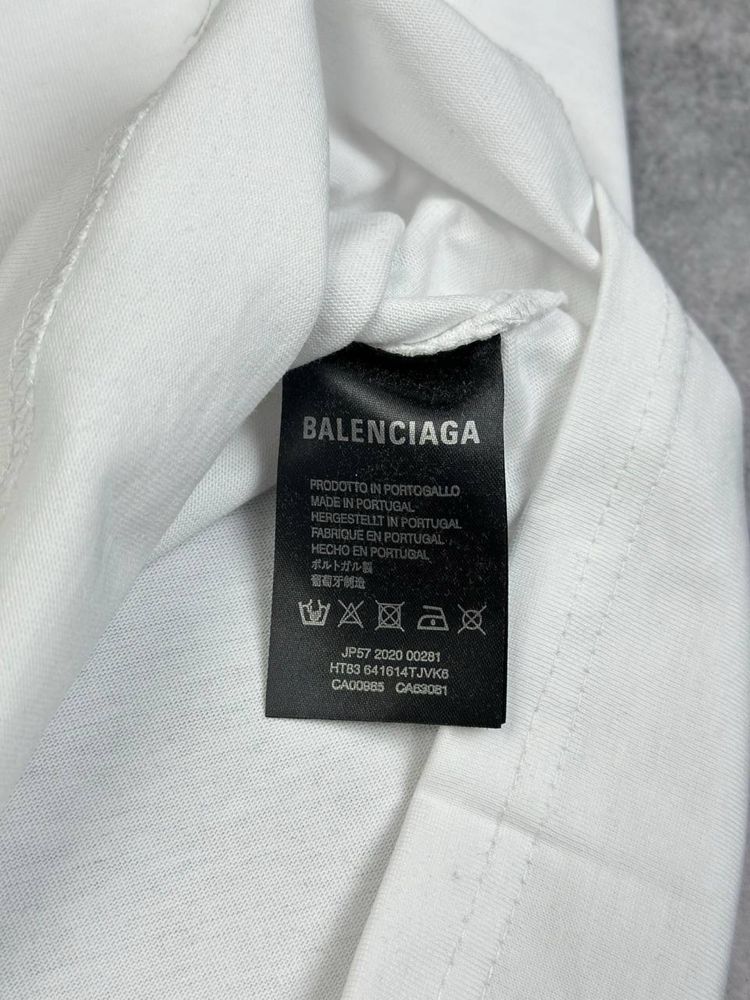 BALENCIAGA
PRODOTTO IN PORTOGALLO
MADE IN PORTUGAL
HERGESTELLT IN PORTUGAL
FABRIQUE EN PORTUGAL
HECHO EN PORTUGAL
ポルトガル製
葡萄牙制造
JP57 2020 00281
HT83 641614TJVK6
CA00985 CA63081